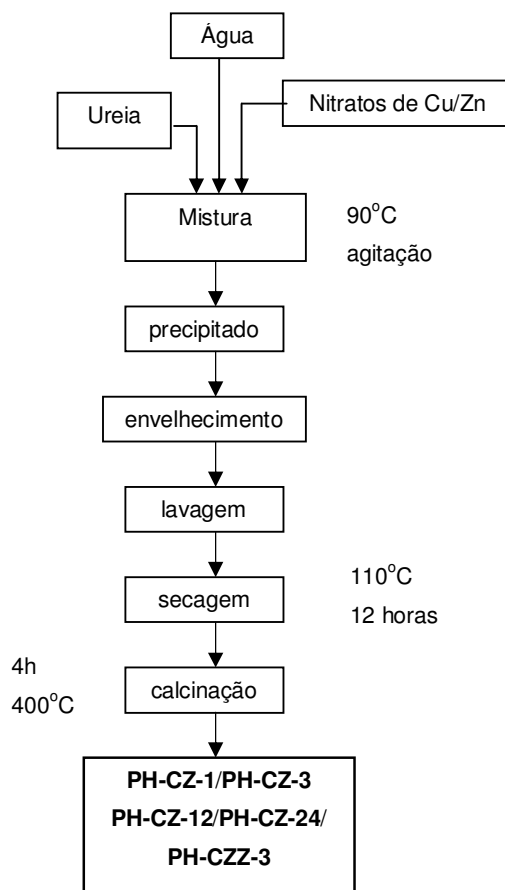 Água
Ureia
Nitratos de Cu/Zn
Mistura
90°C
agitação
precipitado
envelhecimento
lavagem
secagem
110°C
12 horas
4h
400°C
calcinação
PH-CZ-1/PH-CZ-3
PH-CZ-12/PH-CZ-24/
PH-CZZ-3